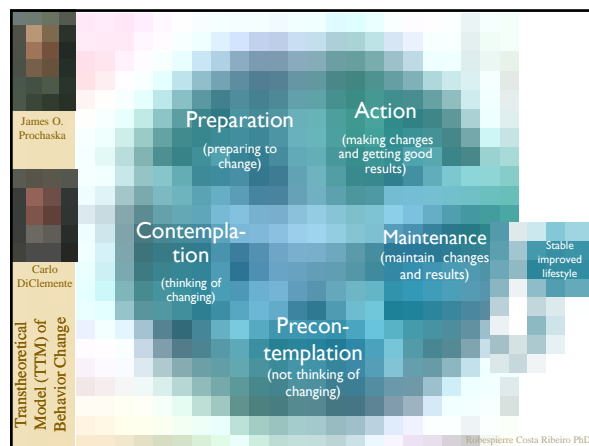 James O.
Prochaska
Carlo
DiClemente
Transtheoretical
Model (TTM) of
Behavior Change
Preparation
(preparing to
change)
Action
(making changes
and getting good
results)
Contempla-
tion
(thinking of
changing)
Maintenance
(maintain changes
and results)
Stable
improved
lifestyle
Precon-
templation
(not thinking of
changing)
Robespierre Costa Ribeiro PhD